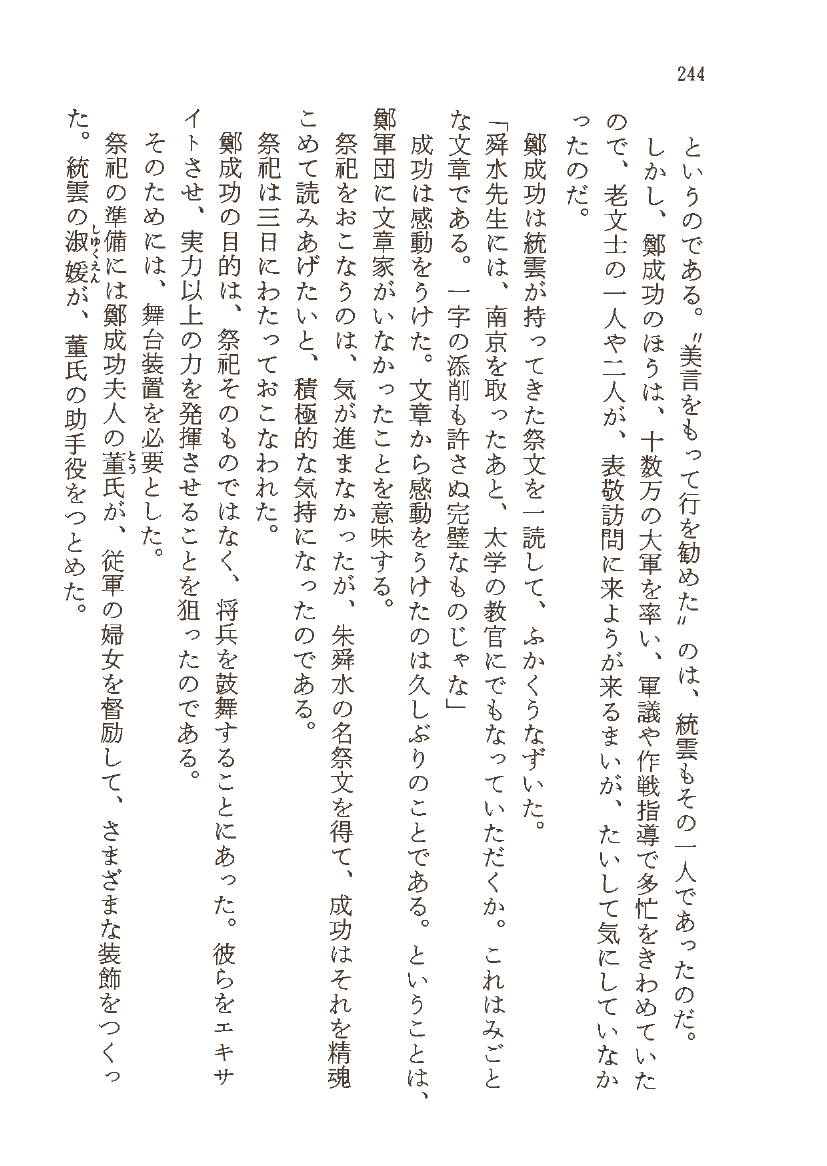 244
というのである。〝美言をもって行を勧めた〟のは、統雲もその一人であったのだ。
しかし、鄭成功のほうは、十数万の大軍を率い、軍議や作戦指導で多忙をきわめていた
ので、老文士の一人や二人が、表敬訪問に来ようが来るまいが、たいして気にしていなか
ったのだ。
鄭成功は統雲が持ってきた祭文を一読して、ふかくうなずいた。
「舜水先生には、南京を取ったあと、太学の教官にでもなっていただくか。これはみごと
な文章である。一字の添削も許さぬ完璧なものじゃな」
成功は感動をうけた。文章から感動をうけたのは久しぶりのことである。ということは、
鄭軍団に文章家がいなかったことを意味する。
祭祀をおこなうのは、気が進まなかったが、朱舜水の名祭文を得て、成功はそれを精魂
こめて読みあげたいと、積極的な気持になったのである。
祭祀は三日にわたっておこなわれた。
鄭成功の目的は、祭祀そのものではなく、将兵を鼓舞することにあった。彼らをエキサ
イトさせ、実力以上の力を発揮させることを狙ったのである。
そのためには、舞台装置を必要とした。
祭祀の準備には鄭成功夫人の董氏が、従軍の婦女を督励して、さまざまな装飾をつくっ
た。統雲の淑媛が、董氏の助手役をつとめた。
とう
しゆくえん